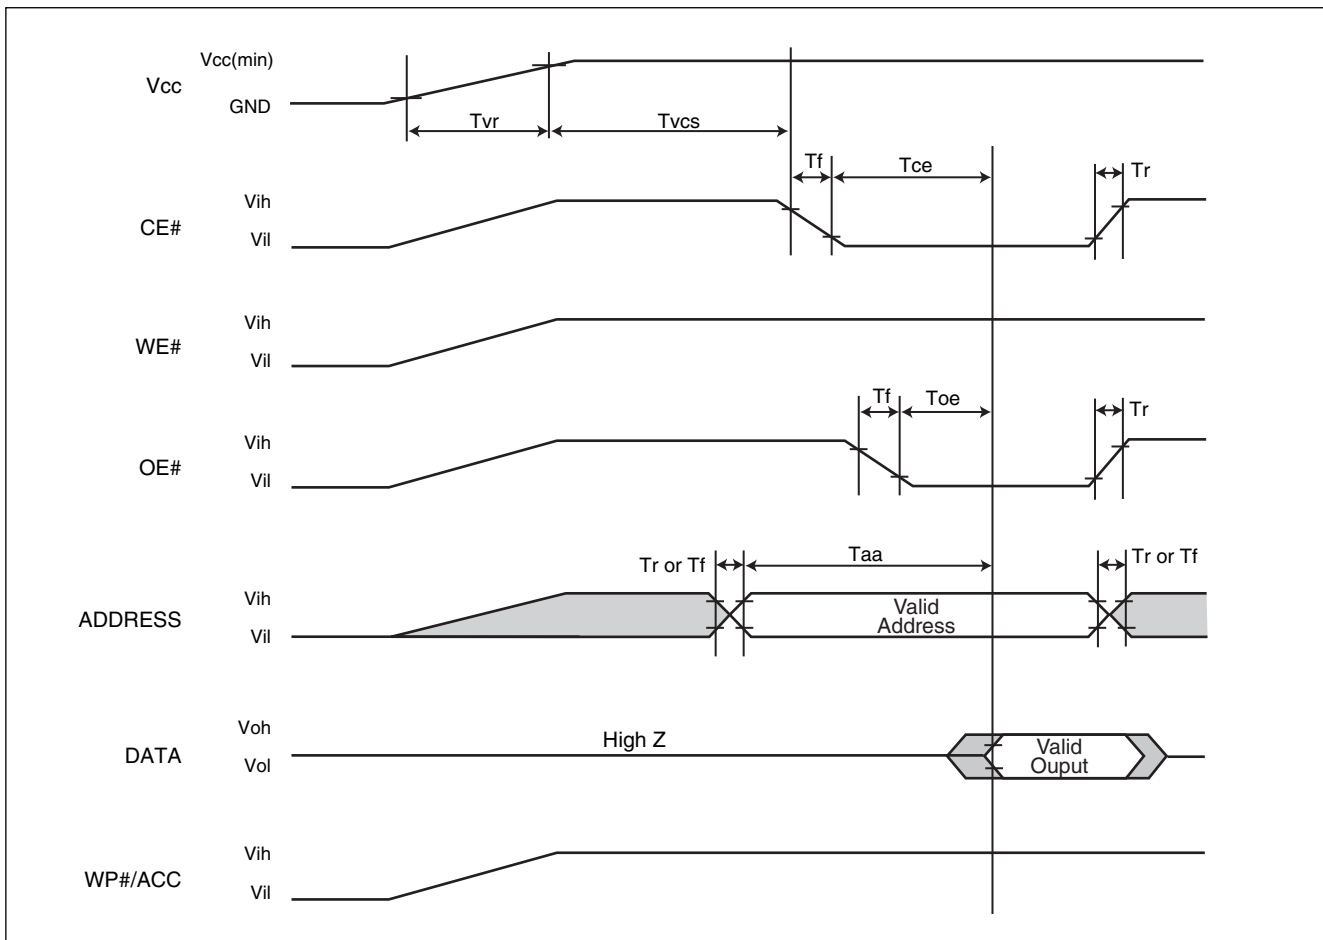 Vcc(min)
Vcc
GND
Tvr
Tvcs
Tf
Tce
Tr
Vih
CE#
Vil
Vih
WE#
Vil
Tf
Toe
Tr
Vih
OE#
Vil
Tr or Tf
Taa
Tr or Tf
Vih
ADDRESS
Vil
Valid
Address
Voh
DATA
Vol
High Z
Valid
Ouput
Vih
WP#/ACC
Vil